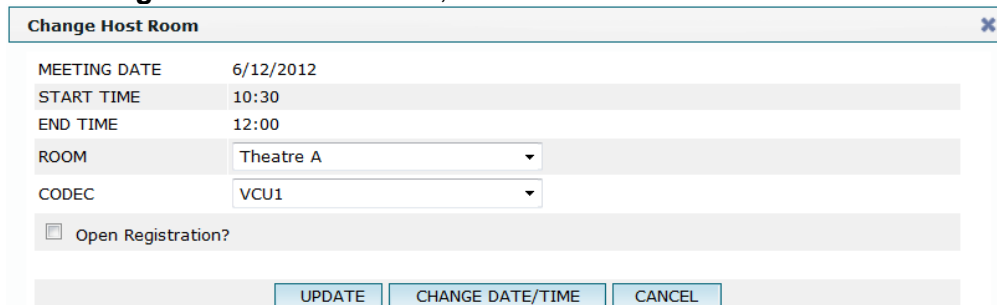 Change Host Room
MEETING DATE 6/12/2012
START TIME 10:30
END TIME 12:00
ROOM Theatre A
CODEC VCU1
Open Registration?
UPDATE CHANGE DATE/TIME CANCEL